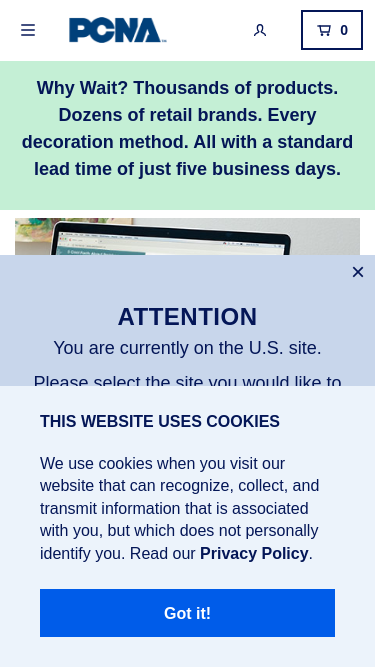 PCNA
0
Why Wait? Thousands of products.
Dozens of retail brands. Every
decoration method. All with a standard
lead time of just five business days.
ATTENTION
You are currently on the U.S. site.
Please select the site you would like to
THIS WEBSITE USES COOKIES
We use cookies when you visit our
website that can recognize, collect, and
transmit information that is associated
with you, but which does not personally
identify you. Read our Privacy Policy.
Got it!